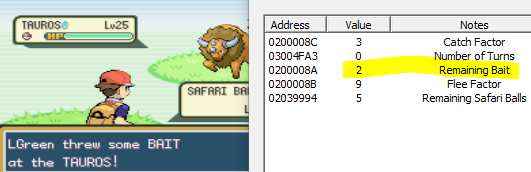 TAUROS♂ Lv25
HP
SAFARI BA
L
LGreen threw some BAIT
at the TAUROS!
Address Value Notes
0200008C 3 Catch Factor
03004FA3 0 Number of Turns
0200008A 2 Remaining Bait
0200008B 9 Flee Factor
02039994 5 Remaining Safari Balls